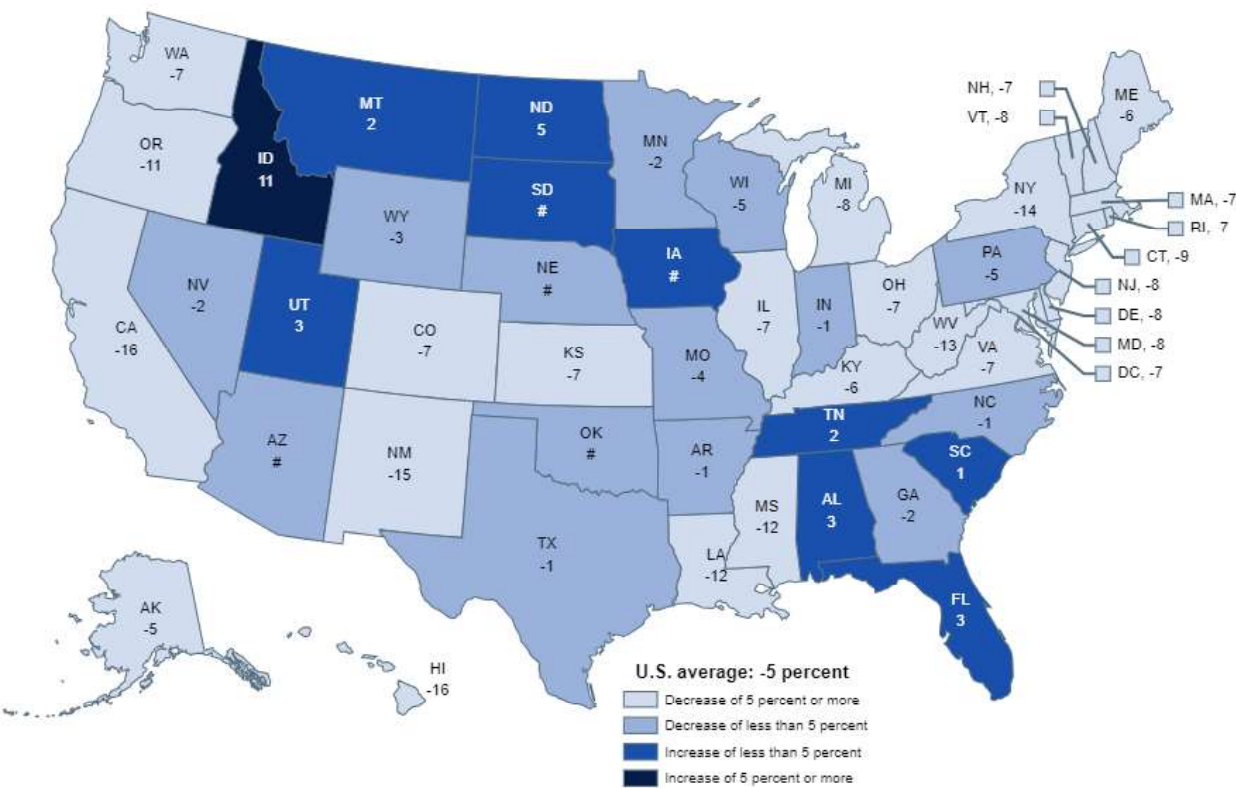 WA
-7
OR
-11
CA
-16
ID
11
NV
-2
MT
2
WY
-3
UT
3
AZ
#
CO
-7
NM
-15
ND
5
SD
#
NE
#
KS
-7
OK
#
TX
-1
MN
-2
IA
#
MO
-4
AR
-1
LA
-12
WI
-5
IL
-7
MS
-12
MI
-8
IN
-1
OH
-7
KY
-6
TN
2
AL
3
GA
-2
FL
3
SC
1
NC
-1
WV
-13
VA
-7
PA
-5
NY
-14
ME
-6
NH, -7
VT, -8
MA, -7
RI, 7
CT, -9
NJ, -8
DE, -8
MD, -8
DC, -7
AK
-5
HI
-16
U.S. average: -5 percent
Decrease of 5 percent or more
Decrease of less than 5 percent
Increase of less than 5 percent
Increase of 5 percent or more